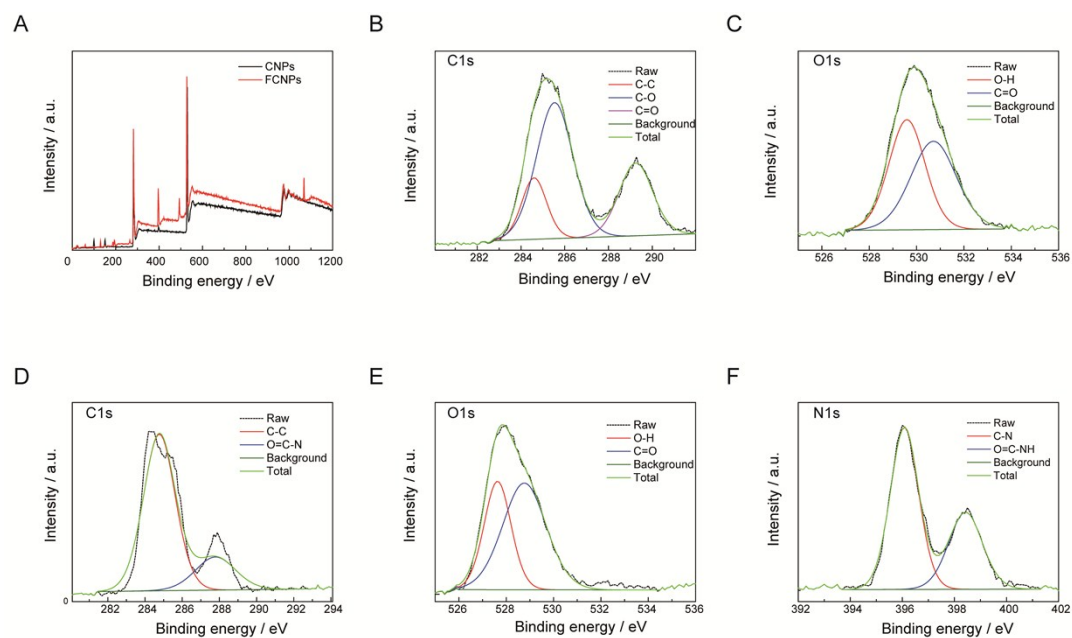 A
CNPs
FCNPs
Intensity / a.u.
0 200 400 600 800 1000 1200
Binding energy / eV
B
C1s
Raw
C-C
C-O
C=O
Background
Total
Intensity / a.u.
282 284 286 288 290
Binding energy / eV
C
O1s
Raw
O-H
C=O
Background
Total
Intensity / a.u.
526 528 530 532 534 536
Binding energy / eV
D
C1s
Raw
C-C
O=C-N
Background
Total
Intensity / a.u.
0
282 284 286 288 290 292 294
Binding energy / eV
E
O1s
Raw
O-H
C=O
Background
Total
Intensity / a.u.
526 528 530 533 534 536
Binding energy / eV
F
N1s
Raw
C-N
O=C-NH
Background
Total
Intensity / a.u.
392 394 396 398 400 402
Binding energy / eV